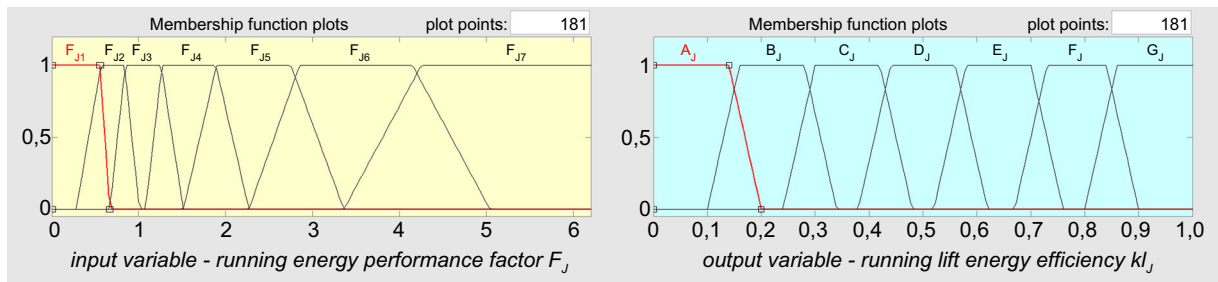 Membership function plots
plot points: 181
F_J1 F_J2 F_J3 F_J4 F_J5 F_J6 F_J7
1
0,5
0
0 1 2 3 4 5 6
input variable - running energy performance factor F_J
Membership function plots
plot points: 181
A_J B_J C_J D_J E_J F_J G_J
1
0,5
0
0 0,1 0,2 0,3 0,4 0,5 0,6 0,7 0,8 0,9 1,0
output variable - running lift energy efficiency kl_J